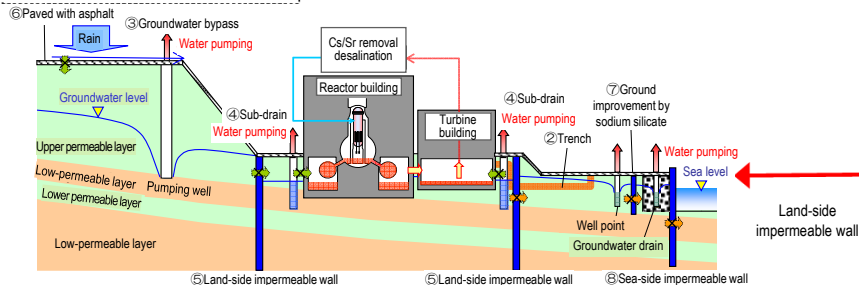 ⑥Paved with asphalt
③Groundwater bypass
Rain
Water pumping
Cs/Sr removal
desalination
Reactor building
Groundwater level
④Sub-drain
Water pumping
Turbine
building
④Sub-drain
Water pumping
②Trench
⑦Ground
improvement by
sodium silicate
Water pumping
Sea level
Upper permeable layer
Low-permeable layer
Pumping well
Lower permeable layer
Low-permeable layer
Well point
Groundwater drain
Land-side
impermeable wall
⑤Land-side impermeable wall
⑤Land-side impermeable wall
⑧Sea-side impermeable wall